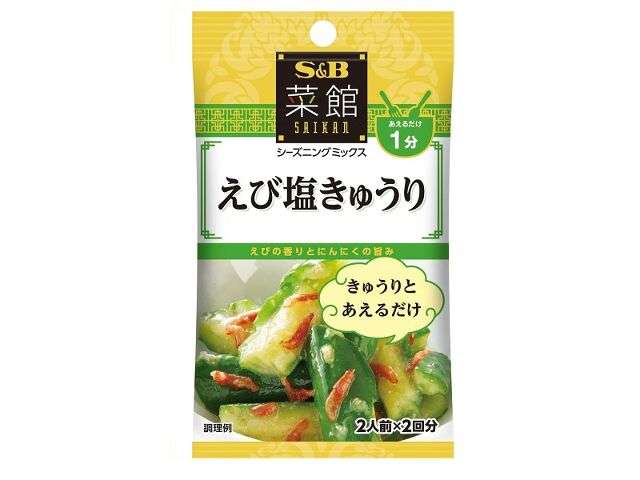 S&B
菜館
SAIKAN
シーズニングミックス
あえるだけ
1分
えび塩きゅうり
えびの香りとにんにくの旨み
きゅうりと
あえるだけ
調理例
2人前×2回分